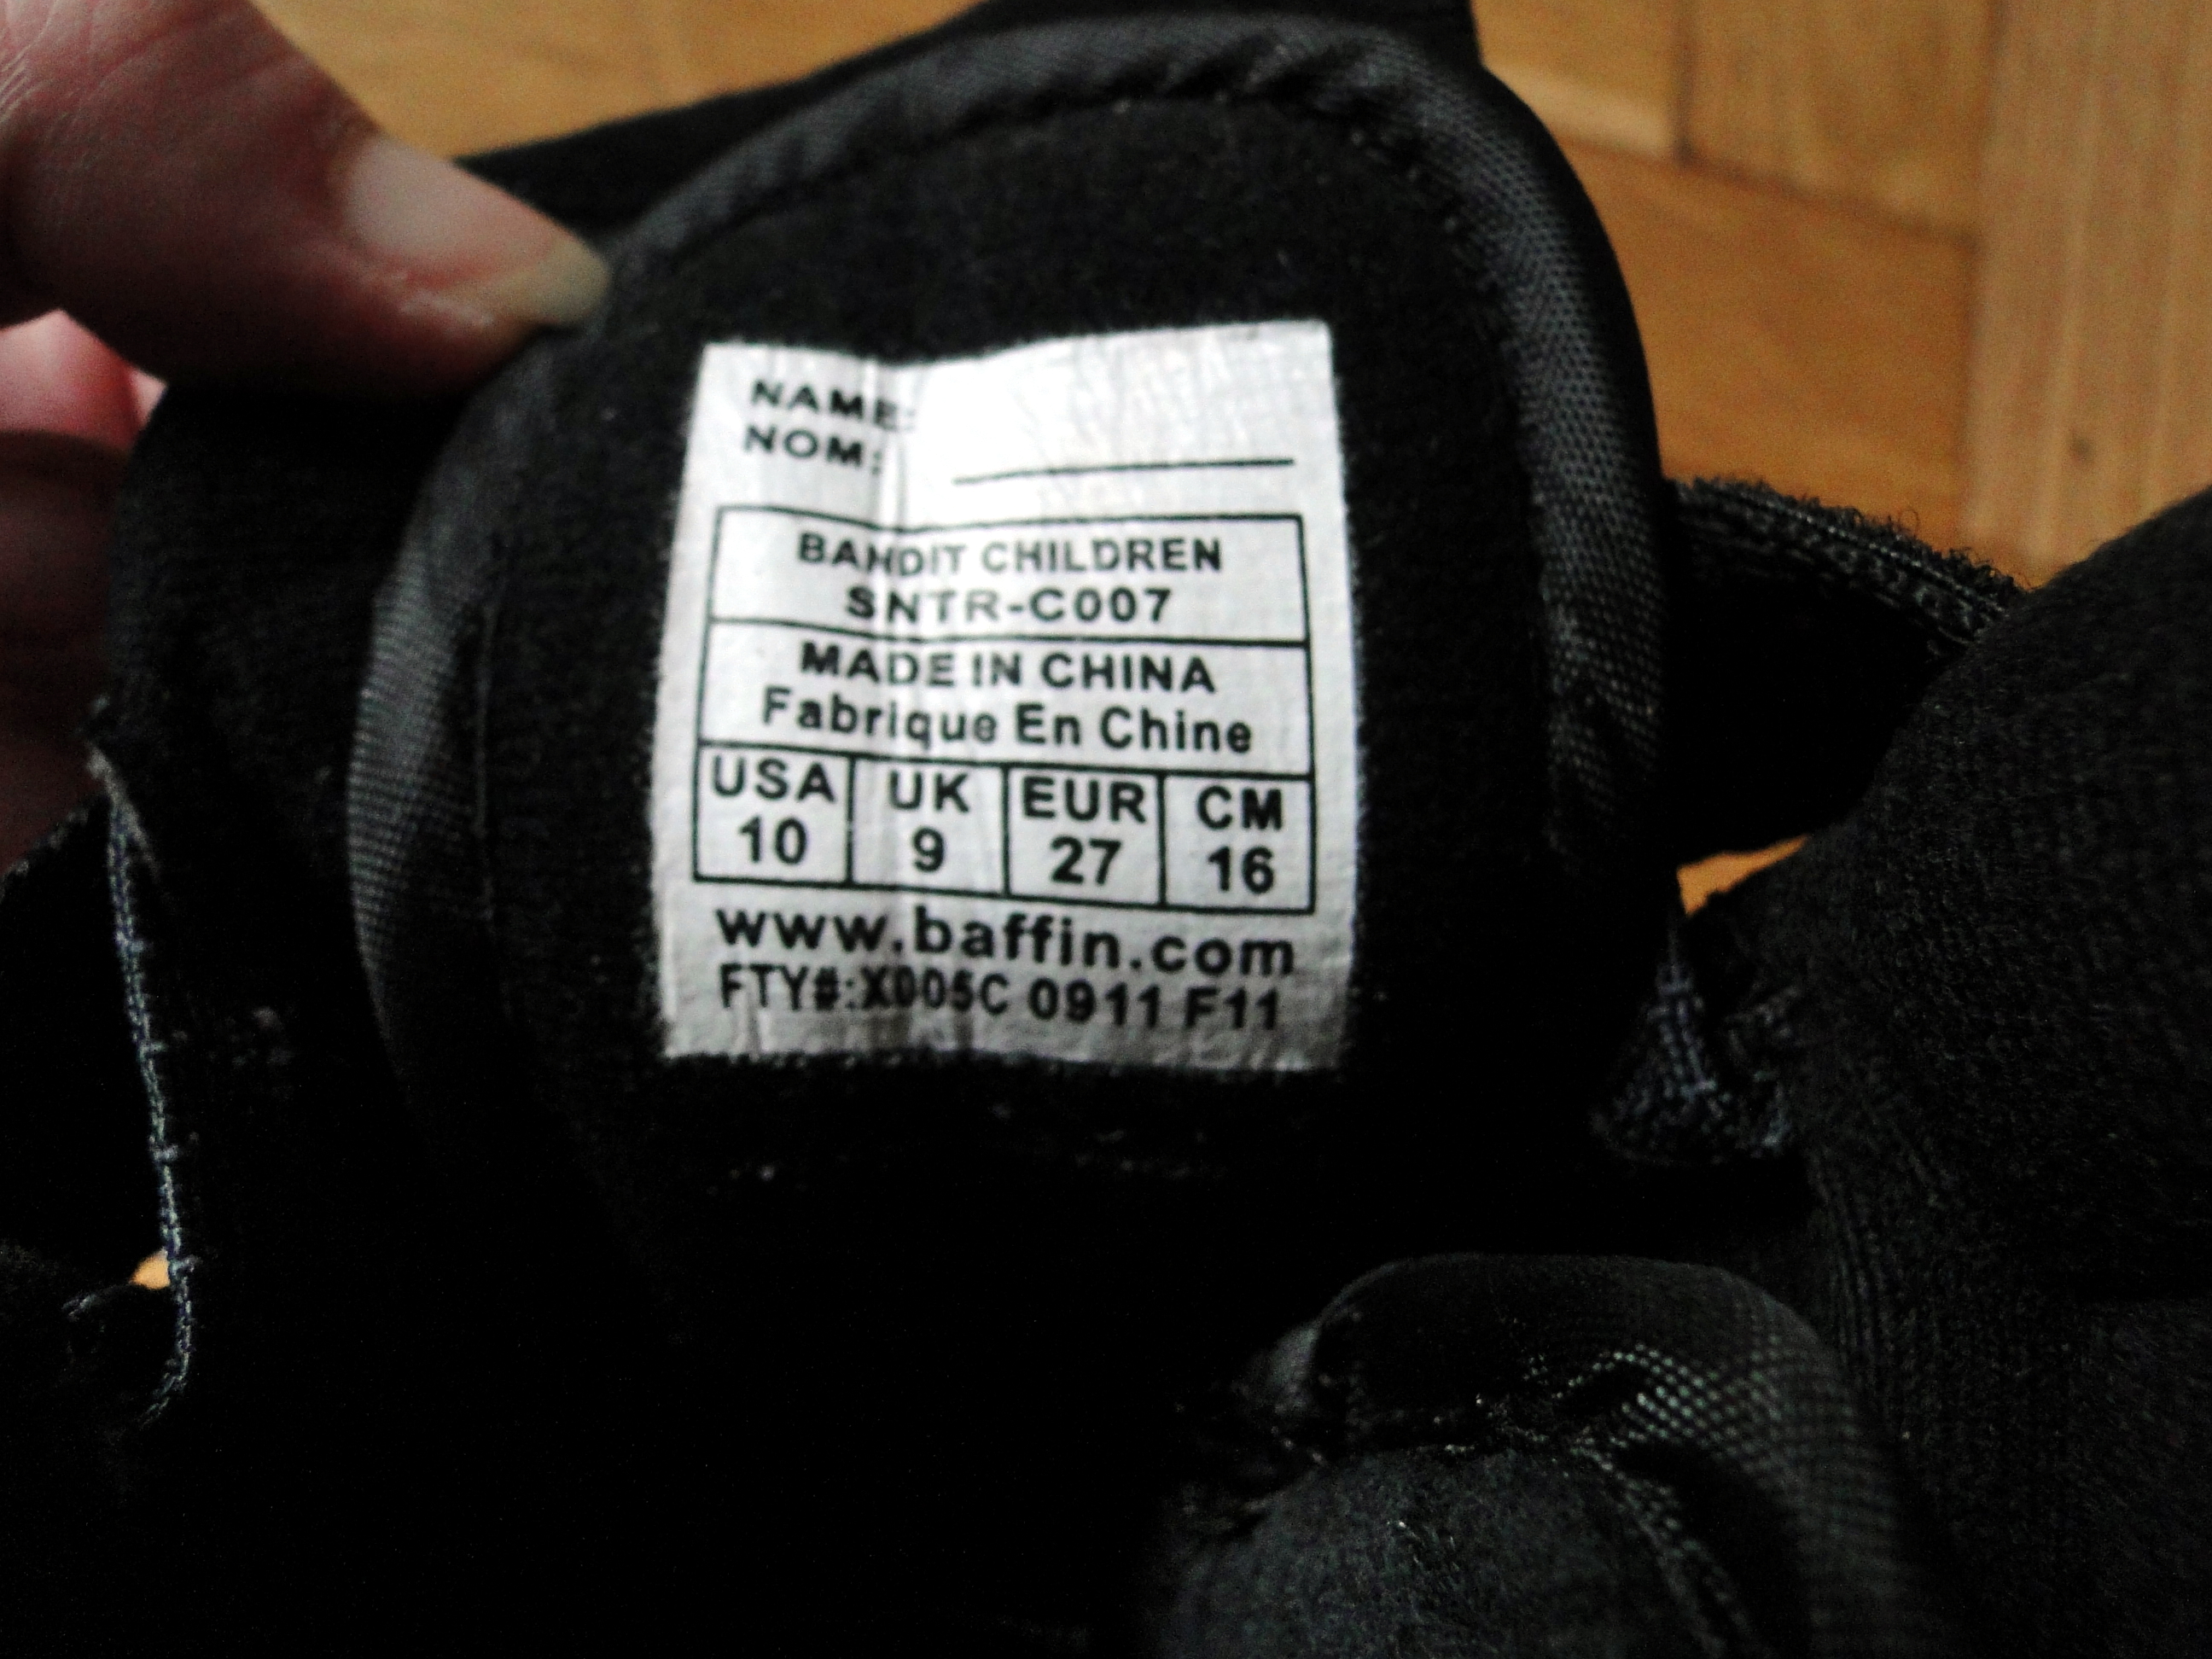 NAME:
NOM:
BANDIT CHILDREN
SNTR-C007
MADE IN CHINA
Fabrique En Chine
USA UK EUR CM
10 9 27 16
www.baffin.com
FTY#:X005C 0911 F11